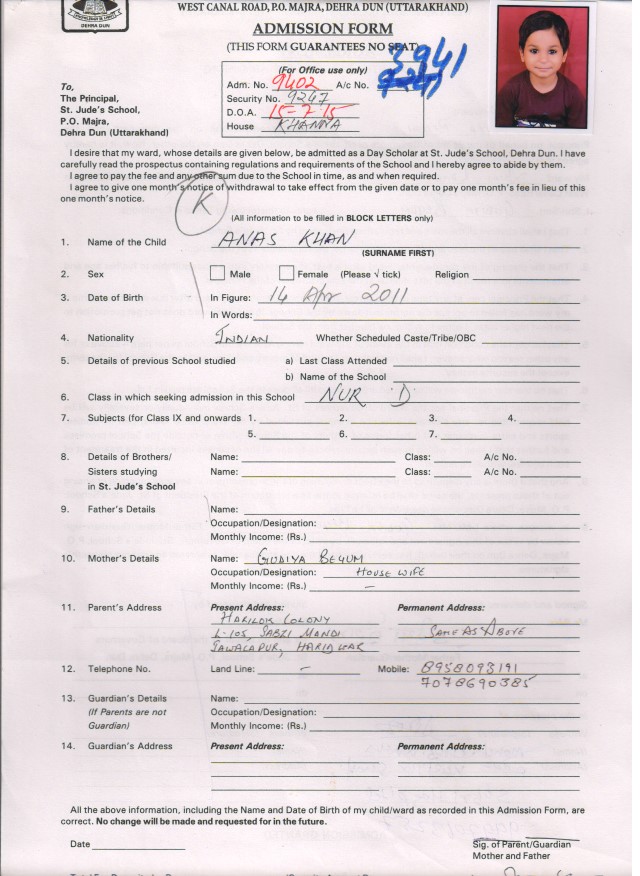 DEHRA DUN
WEST CANAL ROAD, P.O. MAJRA, DEHRA DUN (UTTARAKHAND)
ADMISSION FORM
(THIS FORM GUARANTEES NO SEAT)
3941
(For Office use only)
Adm. No. 9402 A/c No. 9247
Security No. 9247
D.O.A. 15-2-15
House KHANNA
To,
The Principal,
St. Jude's School,
P.O. Majra,
Dehra Dun (Uttarakhand)
I desire that my ward, whose details are given below, be admitted as a Day Scholar at St. Jude's School, Dehra Dun. I have
carefully read the prospectus containing regulations and requirements of the School and I hereby agree to abide by them.
I agree to pay the fee and any other sum due to the School in time, as and when required.
I agree to give one month's notice of withdrawal to take effect from the given date or to pay one month's fee in lieu of this
one month's notice.
K
(All information to be filled in BLOCK LETTERS only)
1. Name of the Child ANAS KHAN
(SURNAME FIRST)
2. Sex Male Female (Please √ tick) Religion
3. Date of Birth In Figure: 14 Apr 2011
In Words:
4. Nationality INDIAN Whether Scheduled Caste/Tribe/OBC
5. Details of previous School studied a) Last Class Attended
b) Name of the School
6. Class in which seeking admission in this School NUR 'D'
7. Subjects (for Class IX and onwards 1. 2. 3. 4.
5. 6. 7.
8. Details of Brothers/ Name: Class: A/c No.
Sisters studying Name: Class: A/c No.
in St. Jude's School
9. Father's Details Name:
Occupation/Designation:
Monthly Income: (Rs.)
10. Mother's Details Name: GUDIYA BEGUM
Occupation/Designation: HOUSE WIFE
Monthly Income: (Rs.) –
11. Parent's Address Present Address: Permanent Address:
HARILOK COLONY
L-105, SABZI MANDI SAME AS ABOVE
JAWALAPUR, HARIDWAR
12. Telephone No. Land Line: – Mobile: 8958093191
7078690385
13. Guardian's Details Name:
(If Parents are not Occupation/Designation:
Guardian) Monthly Income: (Rs.)
14. Guardian's Address Present Address: Permanent Address:
All the above information, including the Name and Date of Birth of my child/ward as recorded in this Admission Form, are
correct. No change will be made and requested for in the future.
Date Sig. of Parent/Guardian
Mother and Father